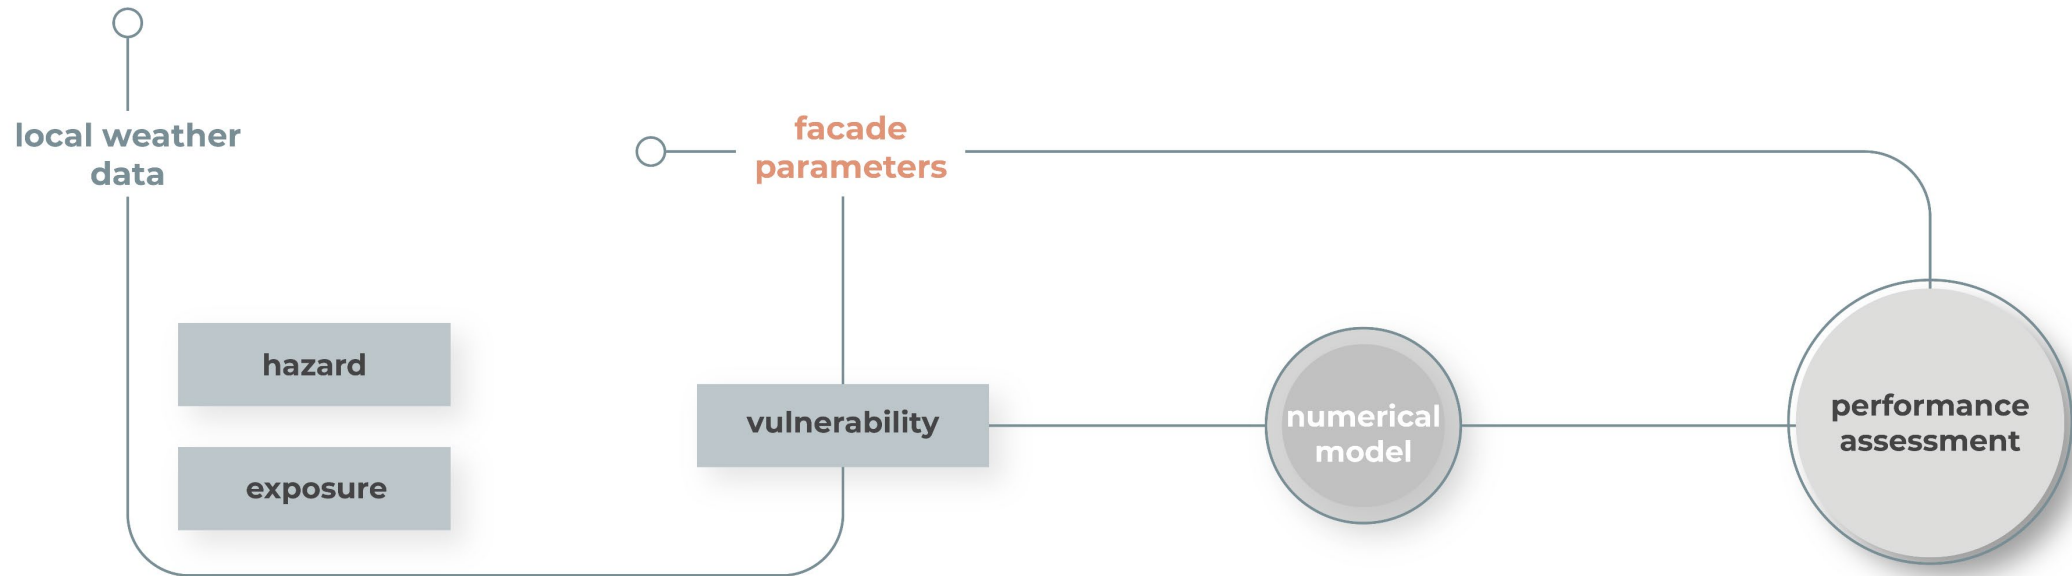 local weather
data
facade
parameters
hazard
exposure
vulnerability
numerical
model
performance
assessment